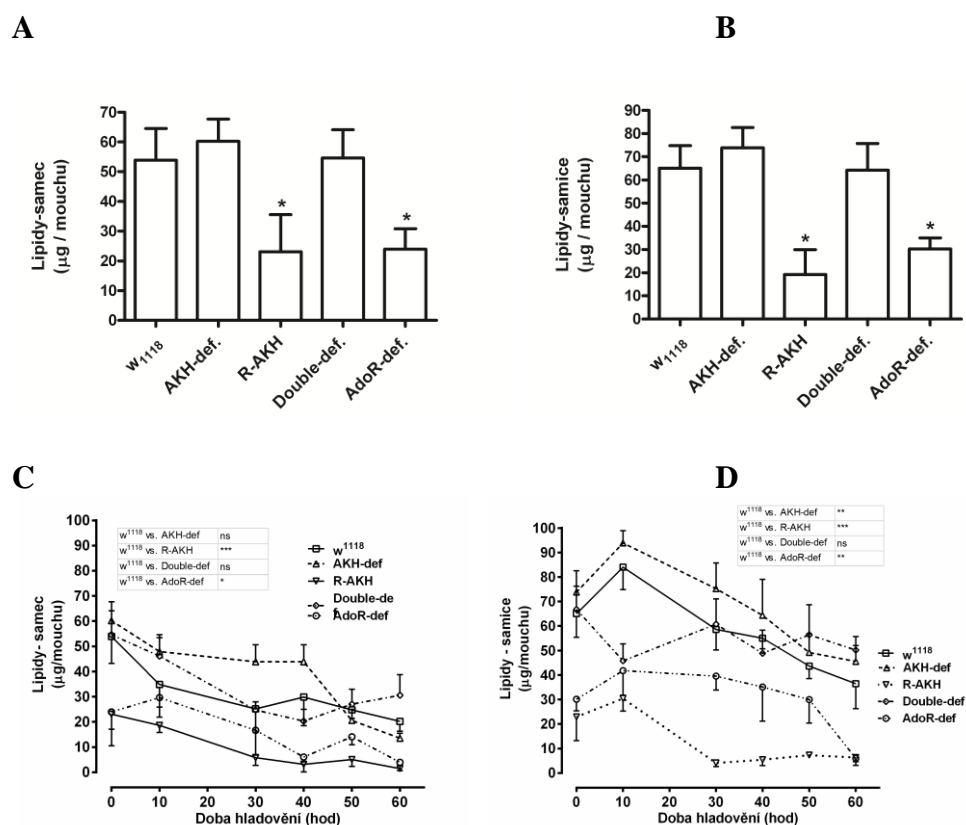 A
B
Lipidy-samec
(µg / mouchu)
70
60
50
40
30
20
10
0
*
*
w1118
AKH-def.
R-AKH
Double-def.
AdoR-def.
Lipidy-samice
(µg / mouchu)
90
80
70
60
50
40
30
20
10
0
*
*
w1118
AKH-def.
R-AKH
Double-def.
AdoR-def.
C
D
Lipidy - samec
(µg/mouchu)
100
90
80
70
60
50
40
30
20
10
0
w1118 vs. AKH-def ns
w1118 vs. R-AKH ***
w1118 vs. Double-def ns
w1118 vs. AdoR-def *
w1118
AKH-def
R-AKH
Double-de
f
AdoR-def
0 10 20 30 40 50 60
Doba hladovění (hod)
Lipidy - samice
(µg/mouchu)
100
90
80
70
60
50
40
30
20
10
0
w1118 vs. AKH-def **
w1118 vs. R-AKH ***
w1118 vs. Double-def ns
w1118 vs. AdoR-def **
w1118
AKH-def
R-AKH
Double-def
AdoR-def
0 10 20 30 40 50 60
Doba hladovění (hod)